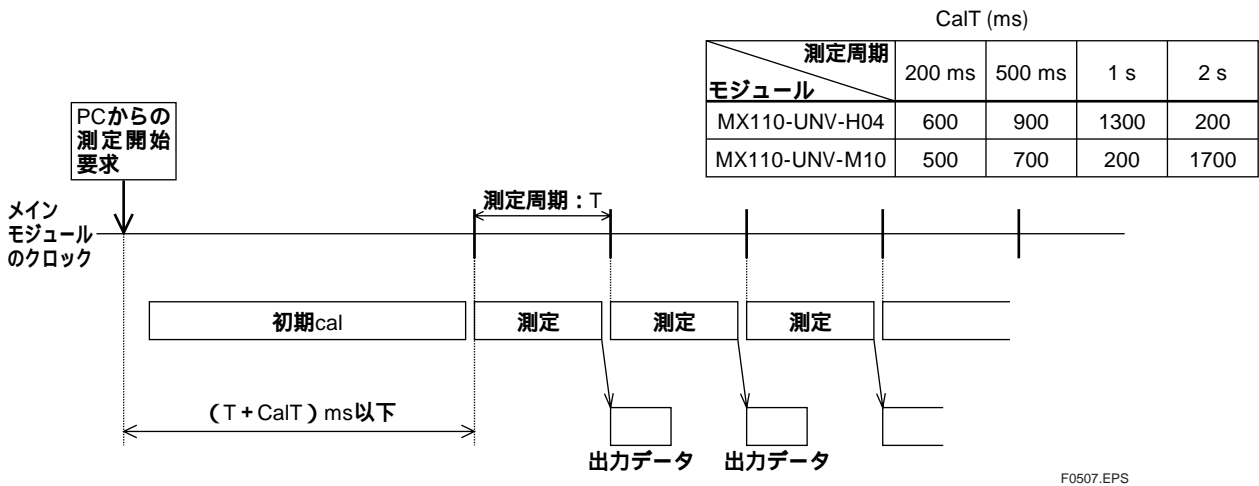 CalT (ms)
測定周期
モジュール
200 ms 500 ms 1 s 2 s
MX110-UNV-H04 600 900 1300 200
MX110-UNV-M10 500 700 200 1700
PCからの
測定開始
要求
測定周期：T
メイン
モジュール
のクロック
初期cal 測定 測定 測定
（T＋CalT）ms以下
出力データ 出力データ
F0507.EPS